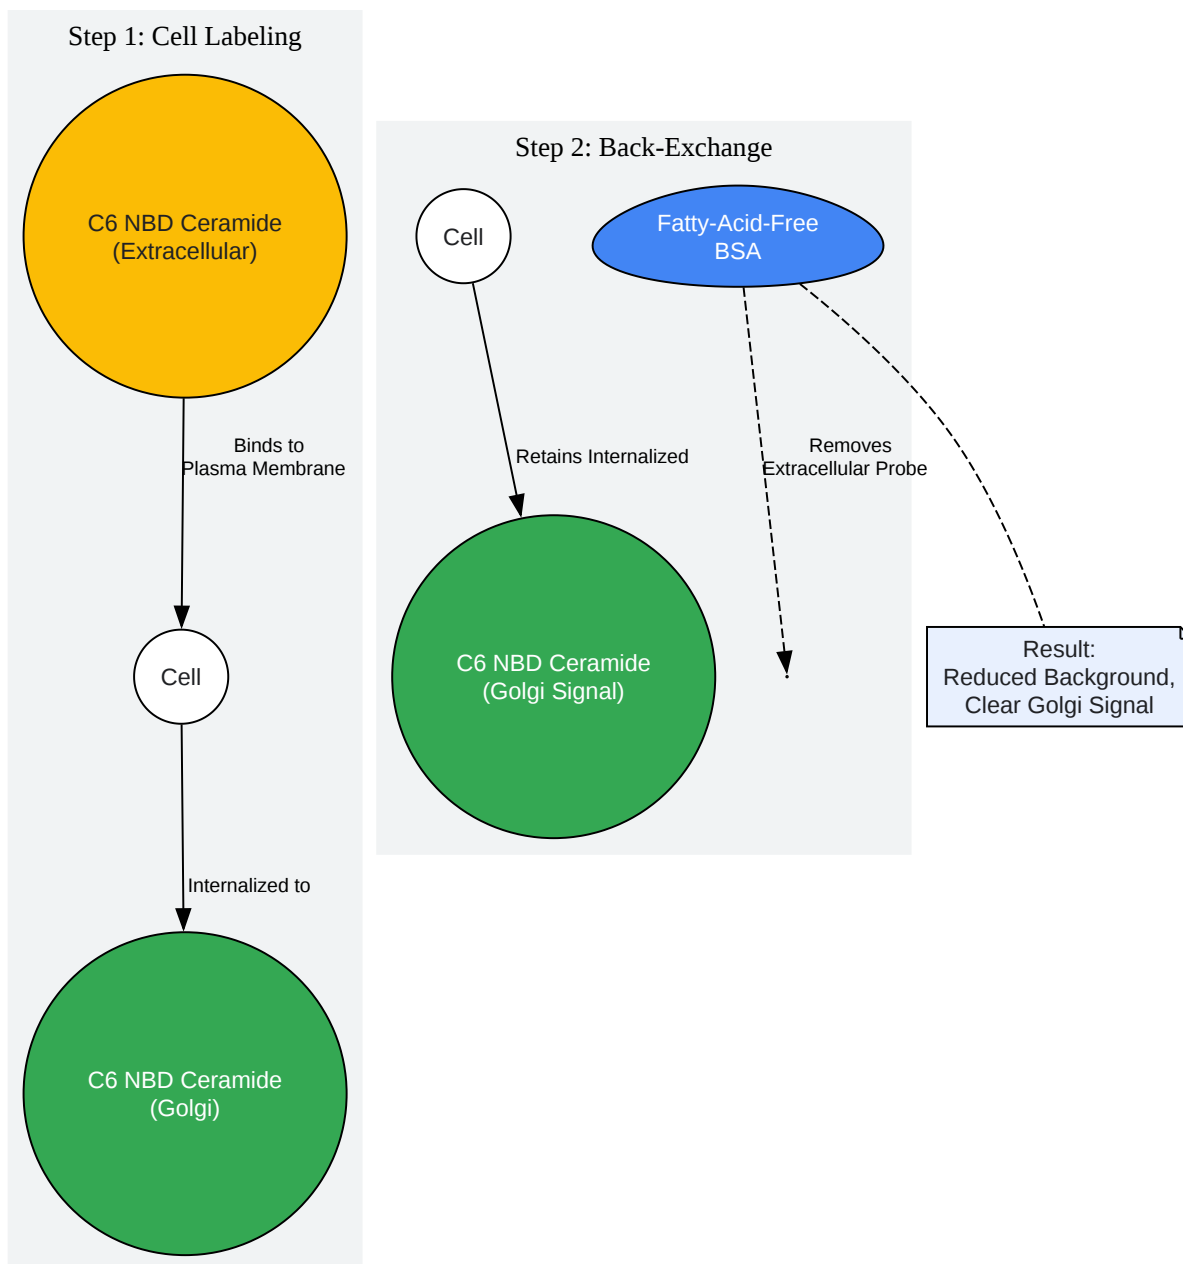 Step 1: Cell Labeling
C6 NBD Ceramide
(Extracellular)
Binds to
Plasma Membrane
Cell
Internalized to
C6 NBD Ceramide
(Golgi)
Step 2: Back-Exchange
Cell
Fatty-Acid-Free
BSA
Retains Internalized
Removes
Extracellular Probe
C6 NBD Ceramide
(Golgi Signal)
Result:
Reduced Background,
Clear Golgi Signal